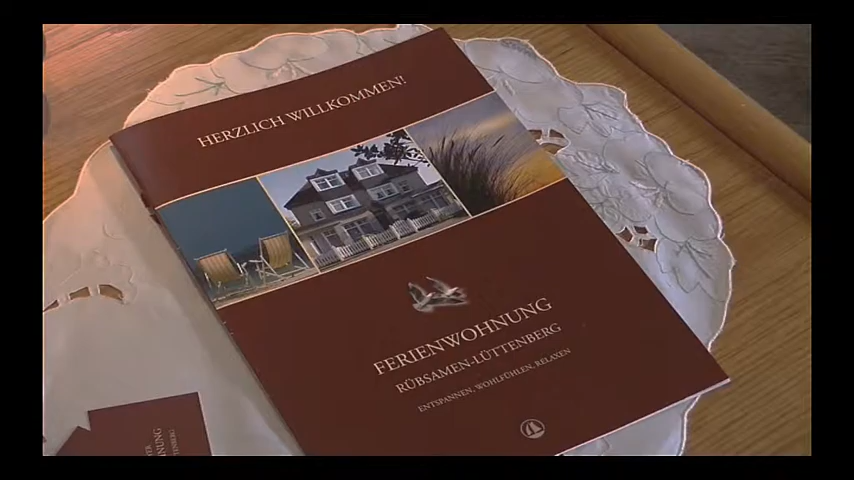 HERZLICH WILLKOMMEN!
FERIENWOHNUNG
RÜBSAMEN-LÜTTENBERG
ENTSPANNEN, WOHLFÜHLEN, RELAXEN